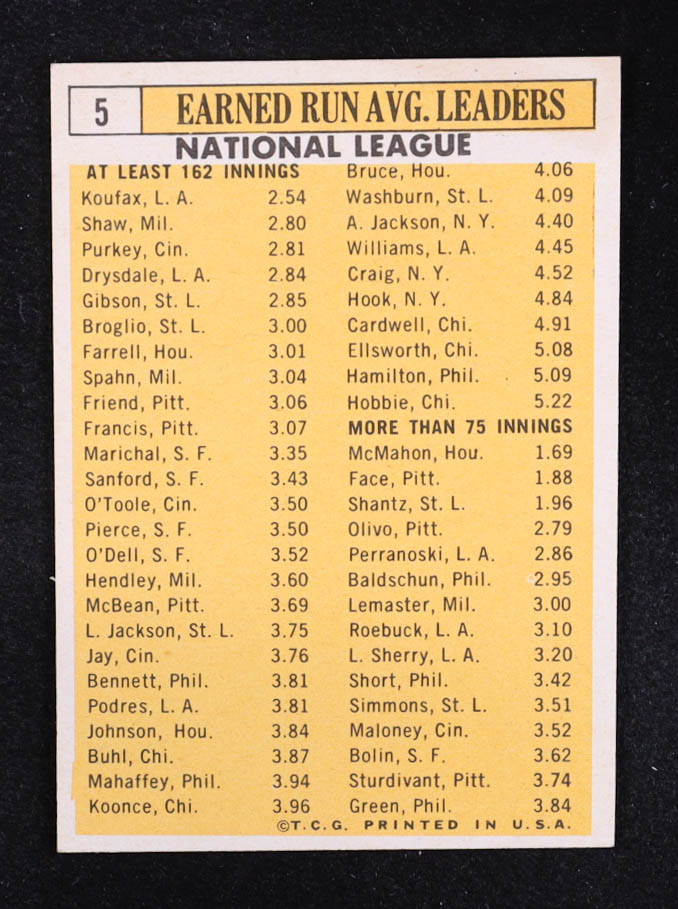 5
EARNED RUN AVG. LEADERS
NATIONAL LEAGUE
AT LEAST 162 INNINGS
Koufax, L. A. 2.54
Shaw, Mil. 2.80
Purkey, Cin. 2.81
Drysdale, L. A. 2.84
Gibson, St. L. 2.85
Broglio, St. L. 3.00
Farrell, Hou. 3.01
Spahn, Mil. 3.04
Friend, Pitt. 3.06
Francis, Pitt. 3.07
Marichal, S. F. 3.35
Sanford, S. F. 3.43
O'Toole, Cin. 3.50
Pierce, S. F. 3.50
O'Dell, S. F. 3.52
Hendley, Mil. 3.60
McBean, Pitt. 3.69
L. Jackson, St. L. 3.75
Jay, Cin. 3.76
Bennett, Phil. 3.81
Podres, L. A. 3.81
Johnson, Hou. 3.84
Buhl, Chi. 3.87
Mahaffey, Phil. 3.94
Koonce, Chi. 3.96
Bruce, Hou. 4.06
Washburn, St. L. 4.09
A. Jackson, N. Y. 4.40
Williams, L. A. 4.45
Craig, N. Y. 4.52
Hook, N. Y. 4.84
Cardwell, Chi. 4.91
Ellsworth, Chi. 5.08
Hamilton, Phil. 5.09
Hobbie, Chi. 5.22
MORE THAN 75 INNINGS
McMahon, Hou. 1.69
Face, Pitt. 1.88
Shantz, St. L. 1.96
Olivo, Pitt. 2.79
Perranoski, L. A. 2.86
Baldschun, Phil. 2.95
Lemaster, Mil. 3.00
Roebuck, L. A. 3.10
L. Sherry, L. A. 3.20
Short, Phil. 3.42
Simmons, St. L. 3.51
Maloney, Cin. 3.52
Bolin, S. F. 3.62
Sturdivant, Pitt. 3.74
Green, Phil. 3.84
©T.C.G. PRINTED IN U.S.A.